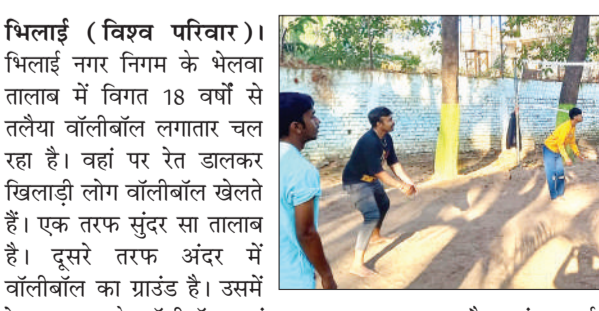 भिलाई (विश्व परिवार)।
भिलाई नगर निगम के भेलवा
तालाब में विगत 18 वर्षों से
तलैया वॉलीबॉल लगातार चल
रहा है। वहां पर रेत डालकर
खिलाड़ी लोग वॉलीबॉल खेलते
हैं। एक तरफ सुंदर सा तालाब
है। दूसरे तरफ अंदर में
वॉलीबॉल का ग्राउंड है। उसमें